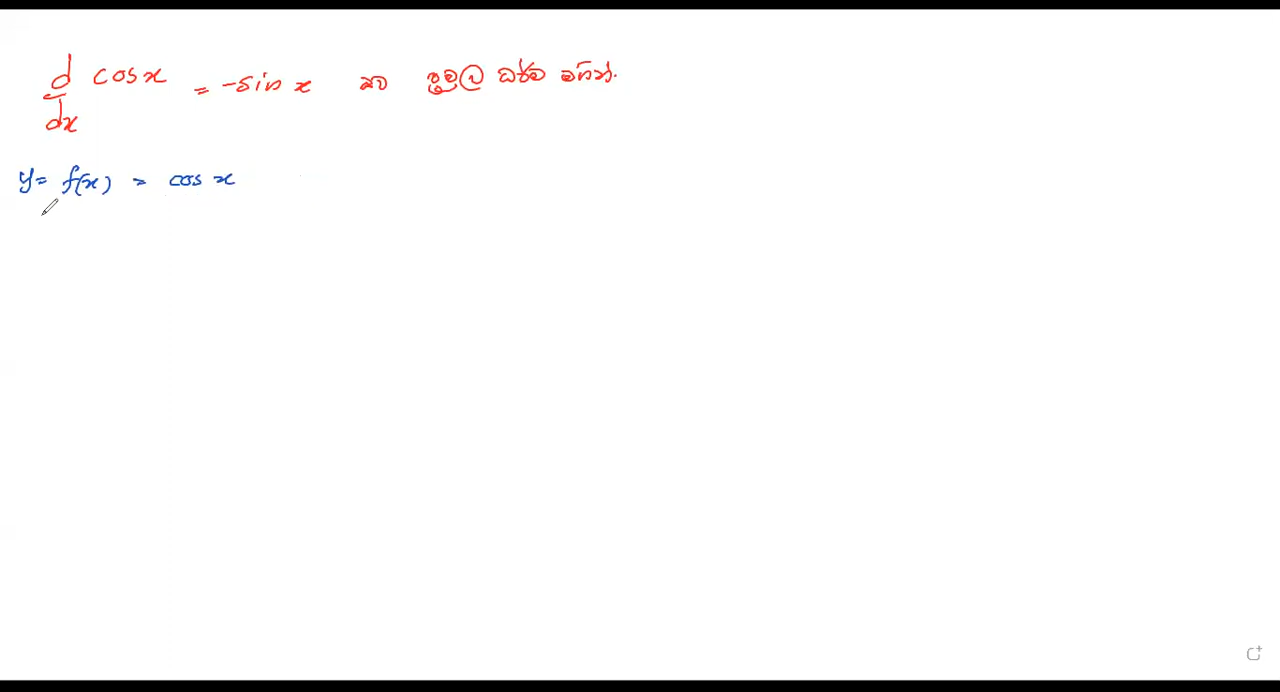 d/dx cos x = -sin x බව මූලධර්ම මගින්.
y = f(x) = cos x